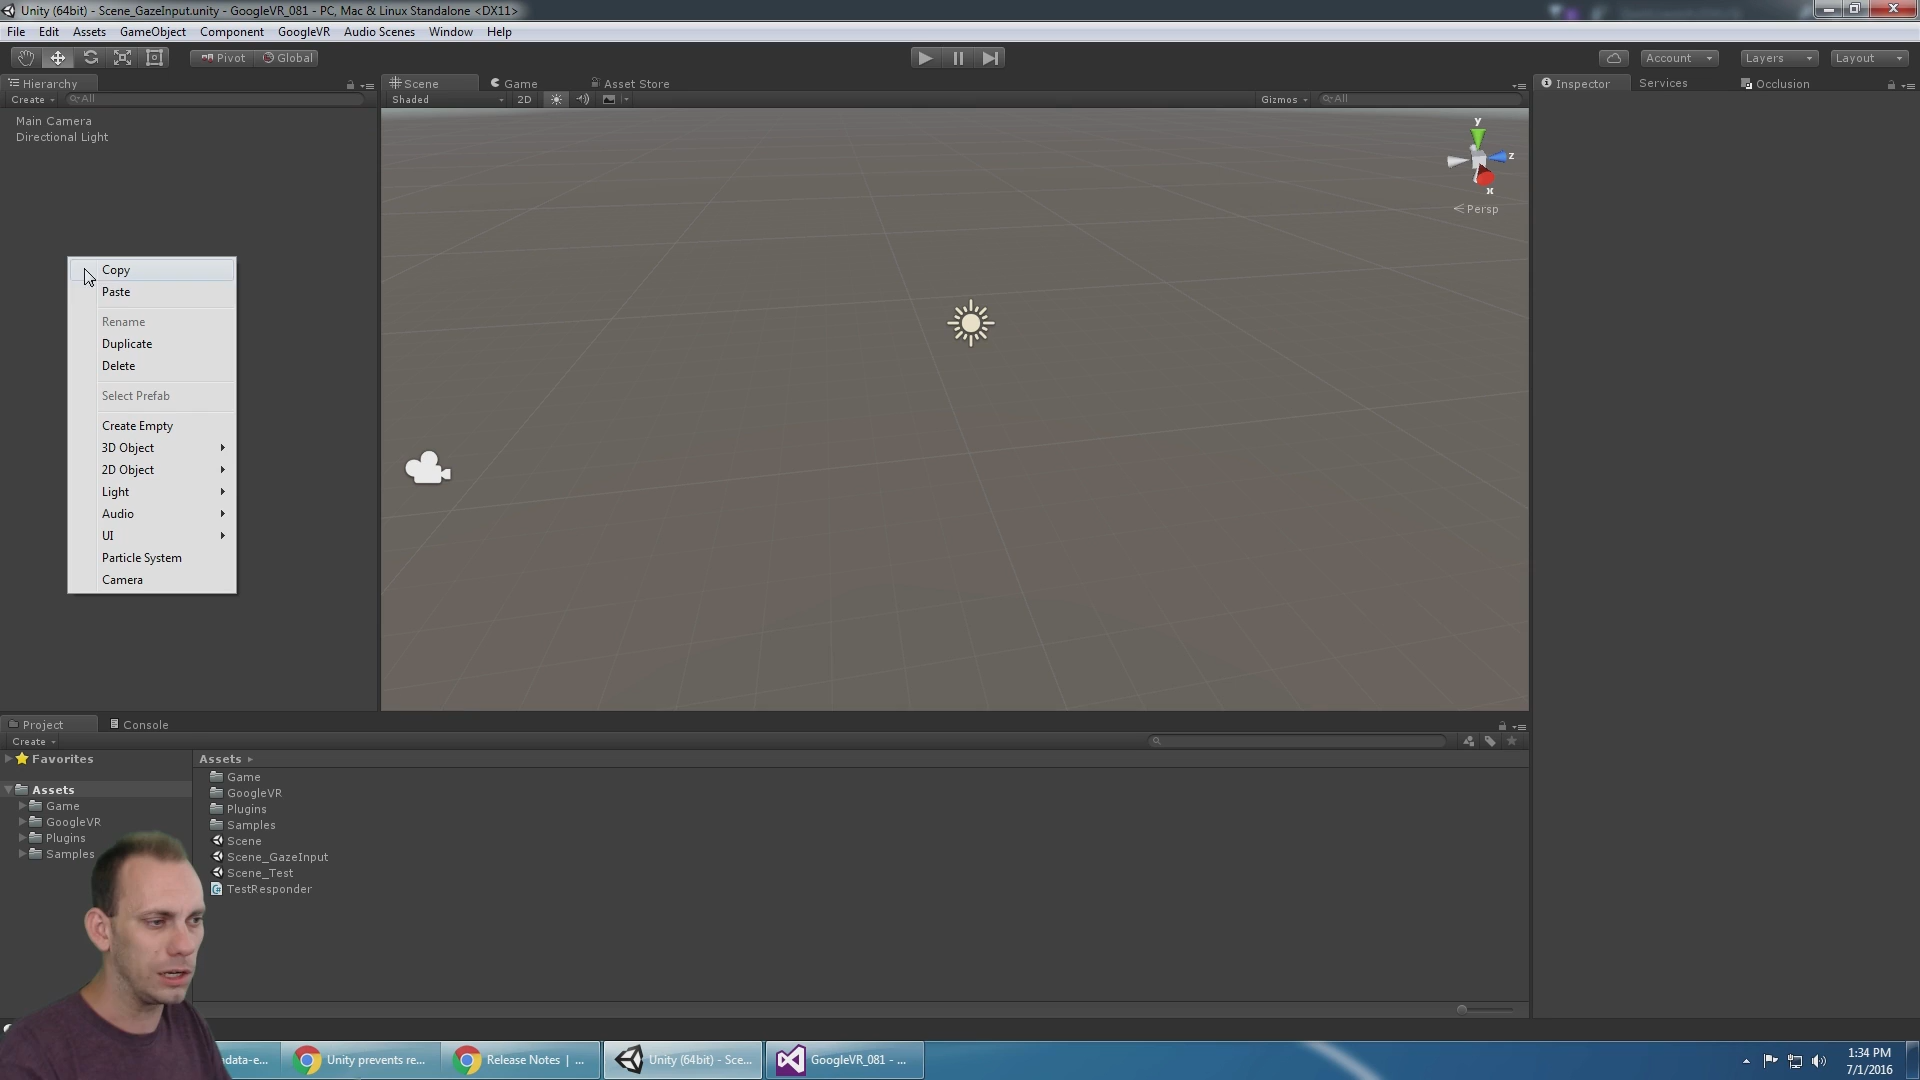 Unity (64bit) - Scene_GazeInput.unity - GoogleVR_081 - PC, Mac & Linux Standalone <DX11>
File Edit Assets GameObject Component GoogleVR Audio Scenes Window Help
Pivot Global Account Layers Layout
Hierarchy
Create All
Main Camera
Directional Light
Copy
Paste
Rename
Duplicate
Delete
Select Prefab
Create Empty
3D Object
2D Object
Light
Audio
UI
Particle System
Camera
Scene Game Asset Store
Shaded 2D Gizmos All
y
z
x
Persp
Inspector Services Occlusion
Project Console
Create
Favorites
Assets
Game
GoogleVR
Plugins
Samples
Assets
Game
GoogleVR
Plugins
Samples
Scene
Scene_GazeInput
Scene_Test
TestResponder
adata-e... Unity prevents re... Release Notes | ... Unity (64bit) - Sce... GoogleVR_081 - ...
1:34 PM
7/1/2016